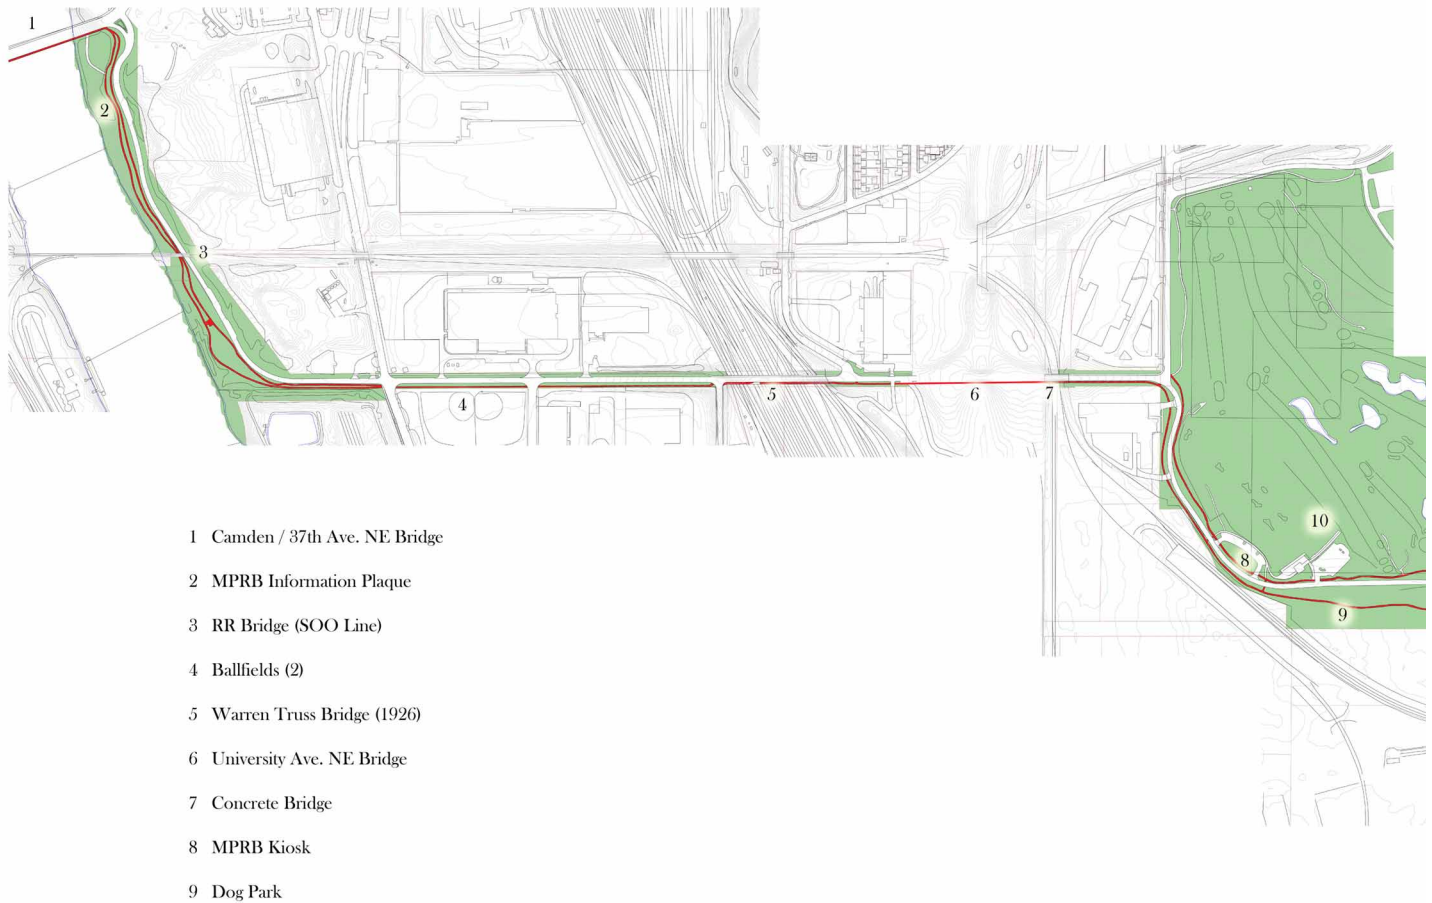 1
2
3
4
5
6
7
8
9
10
1 Camden / 37th Ave. NE Bridge
2 MPRB Information Plaque
3 RR Bridge (SOO Line)
4 Ballfields (2)
5 Warren Truss Bridge (1926)
6 University Ave. NE Bridge
7 Concrete Bridge
8 MPRB Kiosk
9 Dog Park